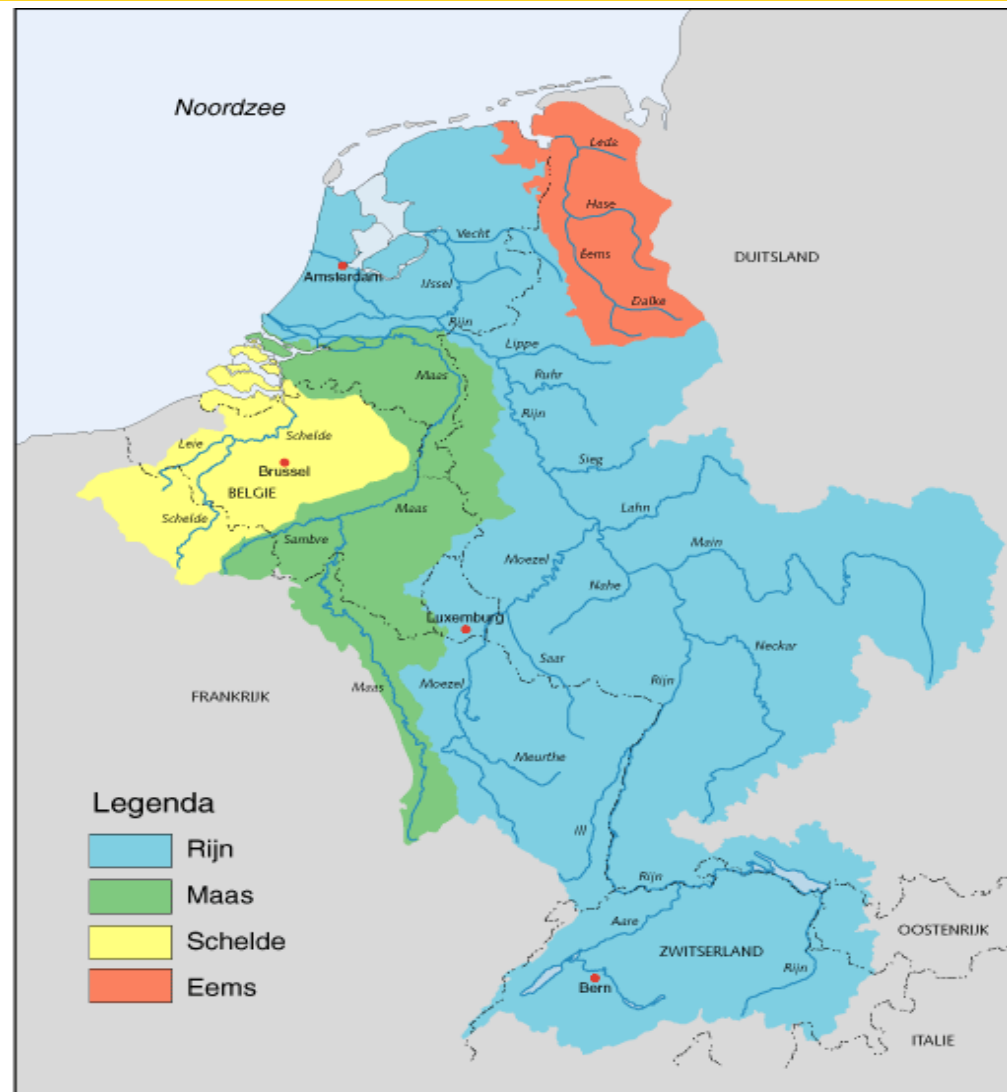 Noordzee
Leda
Hase
Vecht
Eems
DUITSLAND
Amsterdam
IJssel
Dalke
Rijn
Lippe
Maas
Ruhr
Rijn
Leie
Schelde
Sieg
Brussel
BELGIE
Lahn
Maas
Schelde
Sambre
Main
Moezel
Nahe
Luxemburg
Neckar
Saar
Rijn
Maas
Moezel
FRANKRIJK
Meurthe
Legenda
Rijn
Maas
Schelde
Eems
Ill
Rijn
Aare
OOSTENRIJK
ZWITSERLAND
Rijn
Bern
ITALIE